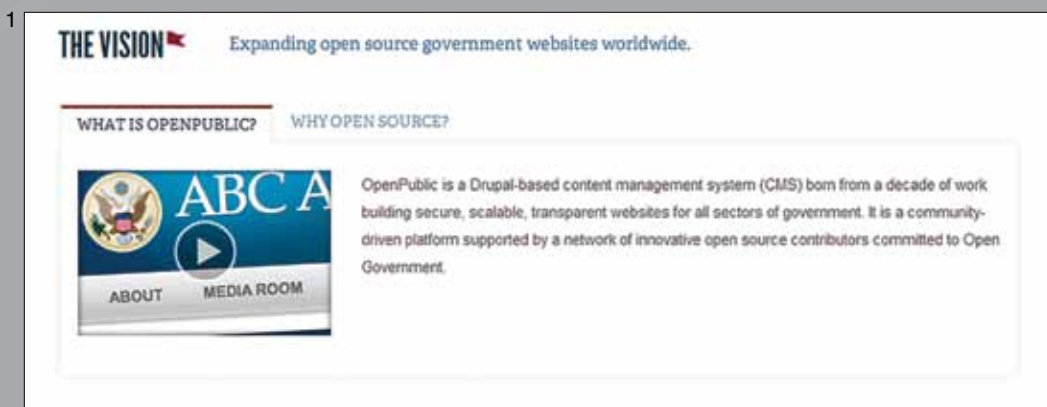 1
THE VISION Expanding open source government websites worldwide.
WHAT IS OPENPUBLIC? WHY OPEN SOURCE?
ABC A
ABOUT MEDIA ROOM
OpenPublic is a Drupal-based content management system (CMS) born from a decade of work
building secure, scalable, transparent websites for all sectors of government. It is a community-
driven platform supported by a network of innovative open source contributors committed to Open
Government.